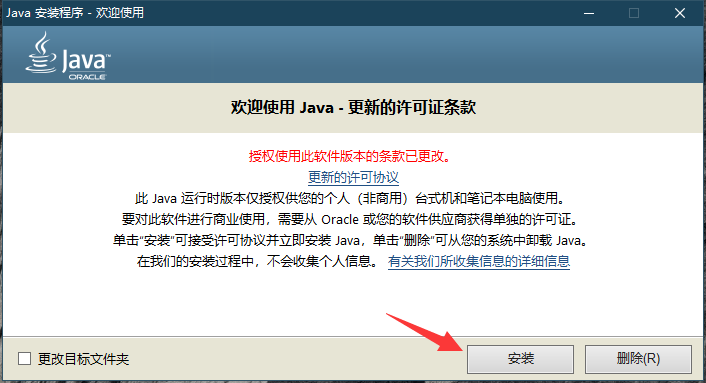 Java 安装程序 - 欢迎使用
Java™
ORACLE
欢迎使用 Java - 更新的许可证条款
授权使用此软件版本的条款已更改。
更新的许可协议
此 Java 运行时版本仅授权供您的个人（非商用）台式机和笔记本电脑使用。
要对此软件进行商业使用，需要从 Oracle 或您的软件供应商获得单独的许可证。
单击“安装”可接受许可协议并立即安装 Java，单击“删除”可从您的系统中卸载 Java。
在我们的安装过程中，不会收集个人信息。 有关我们所收集信息的详细信息
更改目标文件夹 安装 删除(R)